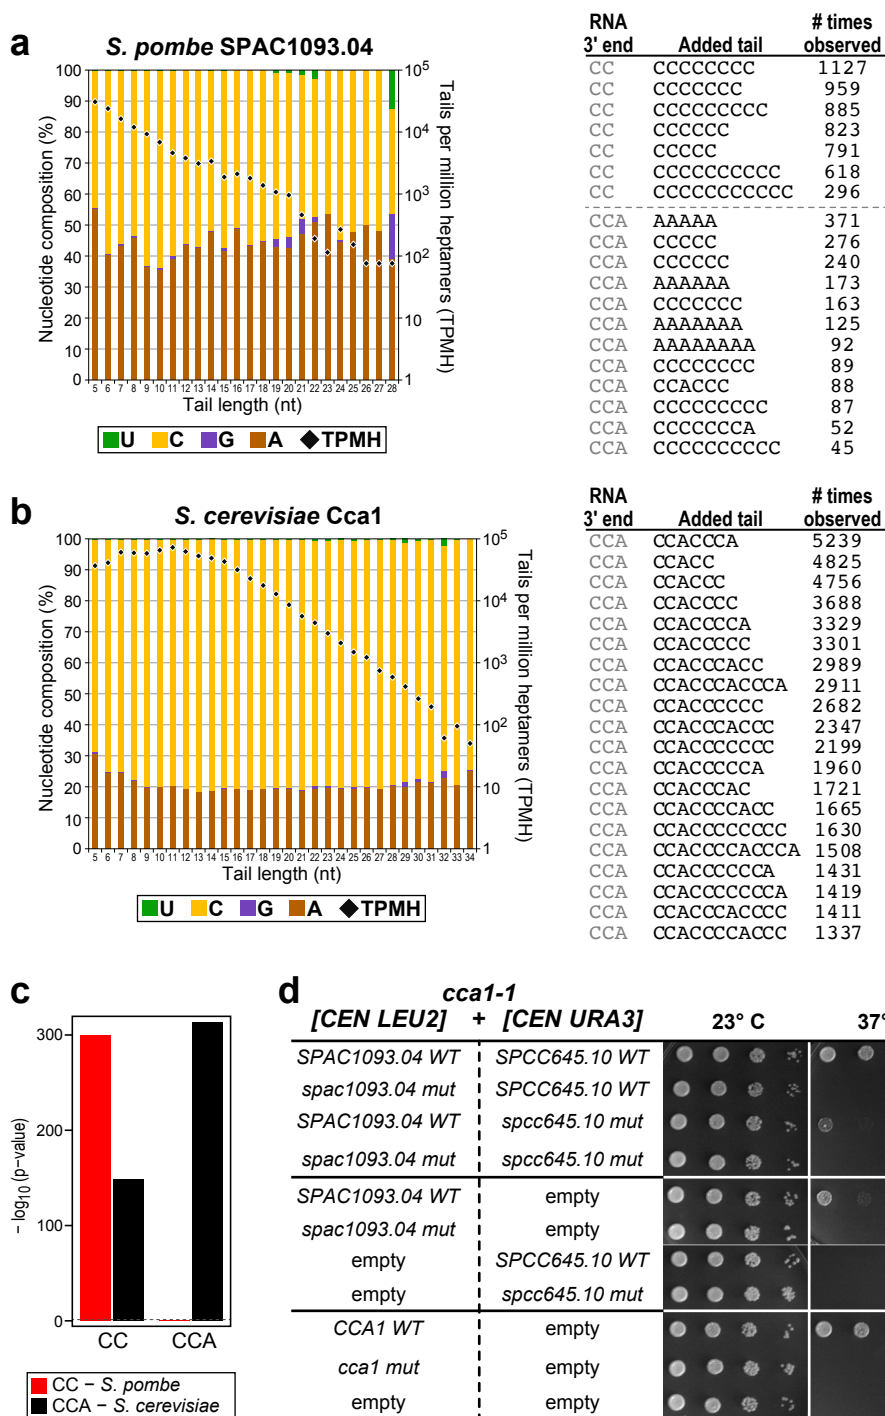 a
S. pombe SPAC1093.04
Nucleotide composition (%)
100
90
80
70
60
50
40
30
20
10
0
10^5
10^4
10^3
10^2
10
1
Tails per million heptamers (TPMH)
5 6 7 8 9 10 11 12 13 14 15 16 17 18 19 20 21 22 23 24 25 26 27 28
Tail length (nt)
U C G A TPMH
RNA 3' end Added tail # times observed
CC CCCCCCCC 1127
CC CCCCCCC 959
CC CCCCCCCCC 885
CC CCCCCC 823
CC CCCCC 791
CC CCCCCCCCCC 618
CC CCCCCCCCCCC 296
CCA AAAAA 371
CCA CCCCC 276
CCA CCCCCC 240
CCA AAAAAA 173
CCA CCCCCCC 163
CCA AAAAAAA 125
CCA AAAAAAAA 92
CCA CCCCCCCC 89
CCA CCACCC 88
CCA CCCCCCCCC 87
CCA CCCCCCCA 52
CCA CCCCCCCCCC 45
b
S. cerevisiae Cca1
Nucleotide composition (%)
100
90
80
70
60
50
40
30
20
10
0
10^5
10^4
10^3
10^2
10
1
Tails per million heptamers (TPMH)
5 6 7 8 9 10 11 12 13 14 15 16 17 18 19 20 21 22 23 24 25 26 27 28 29 30 31 32 33 34
Tail length (nt)
U C G A TPMH
RNA 3' end Added tail # times observed
CCA CCACCCA 5239
CCA CCACC 4825
CCA CCACCC 4756
CCA CCACCCC 3688
CCA CCACCCCA 3329
CCA CCACCCCC 3301
CCA CCACCCACC 2989
CCA CCACCCACCCA 2911
CCA CCACCCCCC 2682
CCA CCACCCACCC 2347
CCA CCACCCCCCC 2199
CCA CCACCCCCA 1960
CCA CCACCCAC 1721
CCA CCACCCCACC 1665
CCA CCACCCCCCCC 1630
CCA CCACCCCACCCA 1508
CCA CCACCCCCCA 1431
CCA CCACCCCCCCA 1419
CCA CCACCCACCCC 1411
CCA CCACCCCACCC 1337
c
− log10 (p−value)
300
200
100
0
CC CCA
CC − S. pombe
CCA − S. cerevisiae
d
cca1-1
[CEN LEU2] + [CEN URA3] 23° C 37°
SPAC1093.04 WT SPCC645.10 WT
spac1093.04 mut SPCC645.10 WT
SPAC1093.04 WT spcc645.10 mut
spac1093.04 mut spcc645.10 mut
SPAC1093.04 WT empty
spac1093.04 mut empty
empty SPCC645.10 WT
empty spcc645.10 mut
CCA1 WT empty
cca1 mut empty
empty empty